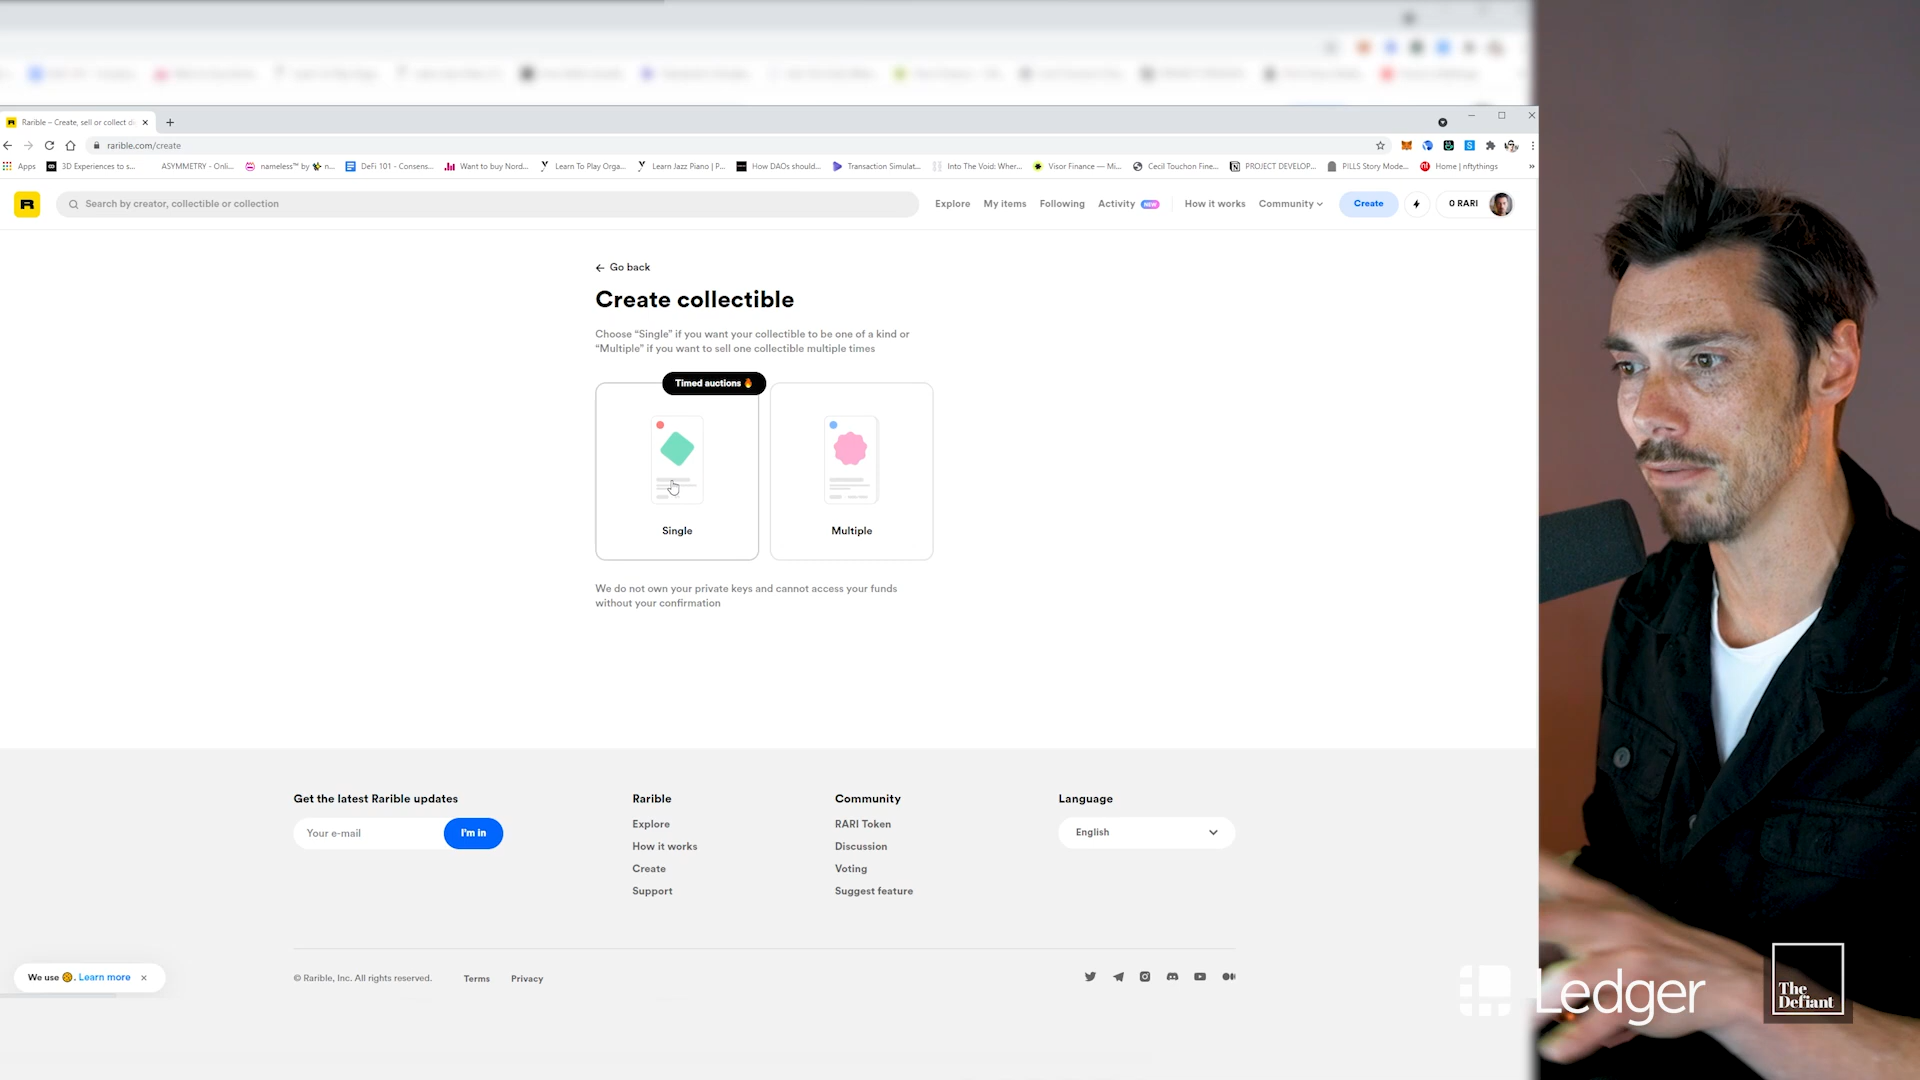 Rarible – Create, sell or collect di
rarible.com/create
Apps
3D Experiences to s...
ASYMMETRY - Onli...
nameless™ by
n...
DeFi 101 - Consens...
Want to buy Nord...
Learn To Play Orga...
Learn Jazz Piano | P...
How DAOs should...
Transaction Simulat...
Into The Void: Wher...
Visor Finance — Mi...
Cecil Touchon Fine...
PROJECT DEVELOP...
PILLS Story Mode...
Home | nftythings
R
Search by creator, collectible or collection
Explore
My items
Following
Activity NEW
How it works
Community
Create
0 RARI
Go back
Create collectible
Choose “Single” if you want your collectible to be one of a kind or
“Multiple” if you want to sell one collectible multiple times
Timed auctions
Single
Multiple
We do not own your private keys and cannot access your funds
without your confirmation
Get the latest Rarible updates
Your e-mail
I'm in
Rarible
Explore
How it works
Create
Support
Community
RARI Token
Discussion
Voting
Suggest feature
Language
English
We use
. Learn more
© Rarible, Inc. All rights reserved.
Terms
Privacy
Ledger
The
Defiant